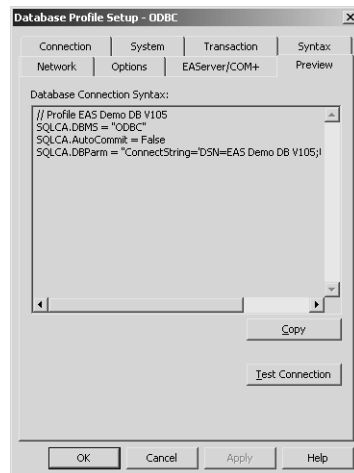 Database Profile Setup - ODBC
Connection System Transaction Syntax
Network Options EAServer/COM+ Preview
Database Connection Syntax:
// Profile EAS Demo DB V105
SQLCA.DBMS = "ODBC"
SQLCA.AutoCommit = False
SQLCA.DBParm = "ConnectString='DSN=EAS Demo DB V105;
Copy
Test Connection
OK Cancel Apply Help